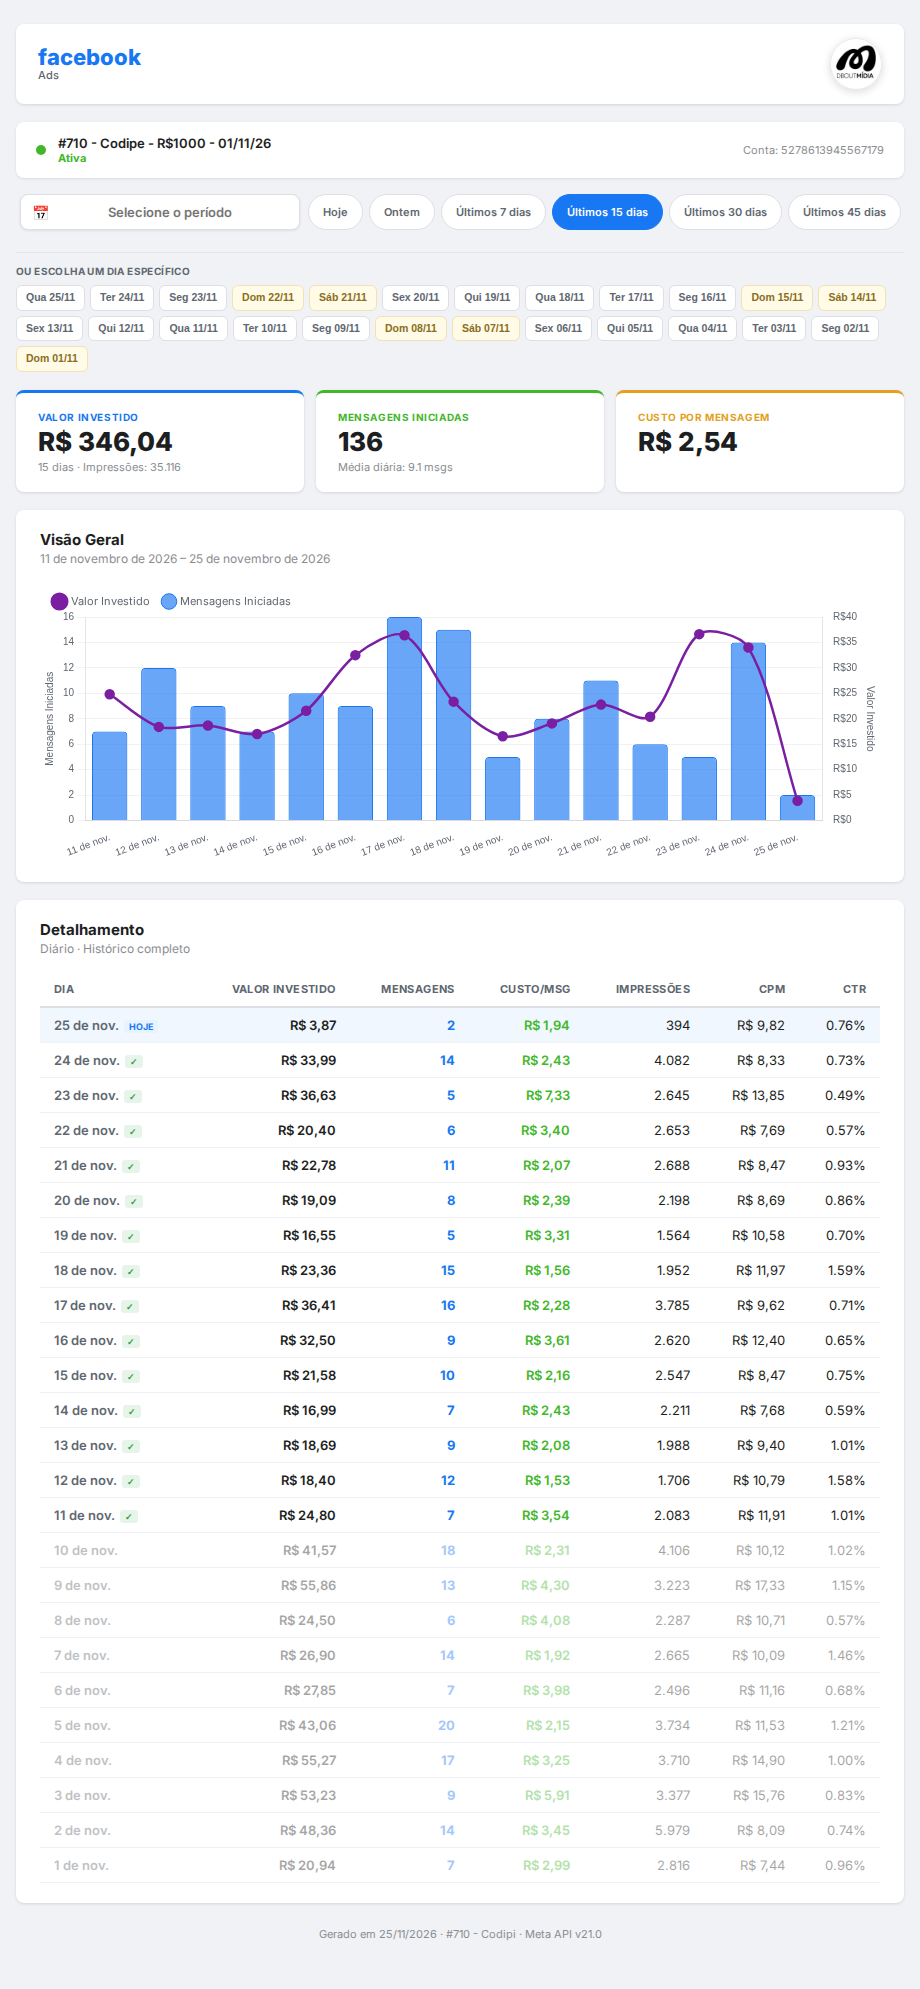 facebook
Ads
DBOUTMÍDIA
#710 - Codipe - R$1000 - 01/11/26
Ativa
Conta: 5278613945567179
Selecione o período
Hoje
Ontem
Últimos 7 dias
Últimos 15 dias
Últimos 30 dias
Últimos 45 dias
OU ESCOLHA UM DIA ESPECÍFICO
Qua 25/11 Ter 24/11 Seg 23/11 Dom 22/11 Sáb 21/11 Sex 20/11 Qui 19/11 Qua 18/11 Ter 17/11 Seg 16/11 Dom 15/11 Sáb 14/11
Sex 13/11 Qui 12/11 Qua 11/11 Ter 10/11 Seg 09/11 Dom 08/11 Sáb 07/11 Sex 06/11 Qui 05/11 Qua 04/11 Ter 03/11 Seg 02/11
Dom 01/11
VALOR INVESTIDO
R$ 346,04
15 dias · Impressões: 35.116
MENSAGENS INICIADAS
136
Média diária: 9.1 msgs
CUSTO POR MENSAGEM
R$ 2,54
Visão Geral
11 de novembro de 2026 – 25 de novembro de 2026
Valor Investido Mensagens Iniciadas
Mensagens Iniciadas
16
14
12
10
8
6
4
2
0
R$40
R$35
R$30
R$25
R$20
R$15
R$10
R$5
R$0
Valor Investido
11 de nov. 12 de nov. 13 de nov. 14 de nov. 15 de nov. 16 de nov. 17 de nov. 18 de nov. 19 de nov. 20 de nov. 21 de nov. 22 de nov. 23 de nov. 24 de nov. 25 de nov.
Detalhamento
Diário · Histórico completo
DIA VALOR INVESTIDO MENSAGENS CUSTO/MSG IMPRESSÕES CPM CTR
25 de nov. HOJE R$ 3,87 2 R$ 1,94 394 R$ 9,82 0.76%
24 de nov. ✓ R$ 33,99 14 R$ 2,43 4.082 R$ 8,33 0.73%
23 de nov. ✓ R$ 36,63 5 R$ 7,33 2.645 R$ 13,85 0.49%
22 de nov. ✓ R$ 20,40 6 R$ 3,40 2.653 R$ 7,69 0.57%
21 de nov. ✓ R$ 22,78 11 R$ 2,07 2.688 R$ 8,47 0.93%
20 de nov. ✓ R$ 19,09 8 R$ 2,39 2.198 R$ 8,69 0.86%
19 de nov. ✓ R$ 16,55 5 R$ 3,31 1.564 R$ 10,58 0.70%
18 de nov. ✓ R$ 23,36 15 R$ 1,56 1.952 R$ 11,97 1.59%
17 de nov. ✓ R$ 36,41 16 R$ 2,28 3.785 R$ 9,62 0.71%
16 de nov. ✓ R$ 32,50 9 R$ 3,61 2.620 R$ 12,40 0.65%
15 de nov. ✓ R$ 21,58 10 R$ 2,16 2.547 R$ 8,47 0.75%
14 de nov. ✓ R$ 16,99 7 R$ 2,43 2.211 R$ 7,68 0.59%
13 de nov. ✓ R$ 18,69 9 R$ 2,08 1.988 R$ 9,40 1.01%
12 de nov. ✓ R$ 18,40 12 R$ 1,53 1.706 R$ 10,79 1.58%
11 de nov. ✓ R$ 24,80 7 R$ 3,54 2.083 R$ 11,91 1.01%
10 de nov. R$ 41,57 18 R$ 2,31 4.106 R$ 10,12 1.02%
9 de nov. R$ 55,86 13 R$ 4,30 3.223 R$ 17,33 1.15%
8 de nov. R$ 24,50 6 R$ 4,08 2.287 R$ 10,71 0.57%
7 de nov. R$ 26,90 14 R$ 1,92 2.665 R$ 10,09 1.46%
6 de nov. R$ 27,85 7 R$ 3,98 2.496 R$ 11,16 0.68%
5 de nov. R$ 43,06 20 R$ 2,15 3.734 R$ 11,53 1.21%
4 de nov. R$ 55,27 17 R$ 3,25 3.710 R$ 14,90 1.00%
3 de nov. R$ 53,23 9 R$ 5,91 3.377 R$ 15,76 0.83%
2 de nov. R$ 48,36 14 R$ 3,45 5.979 R$ 8,09 0.74%
1 de nov. R$ 20,94 7 R$ 2,99 2.816 R$ 7,44 0.96%
Gerado em 25/11/2026 · #710 - Codipi · Meta API v21.0